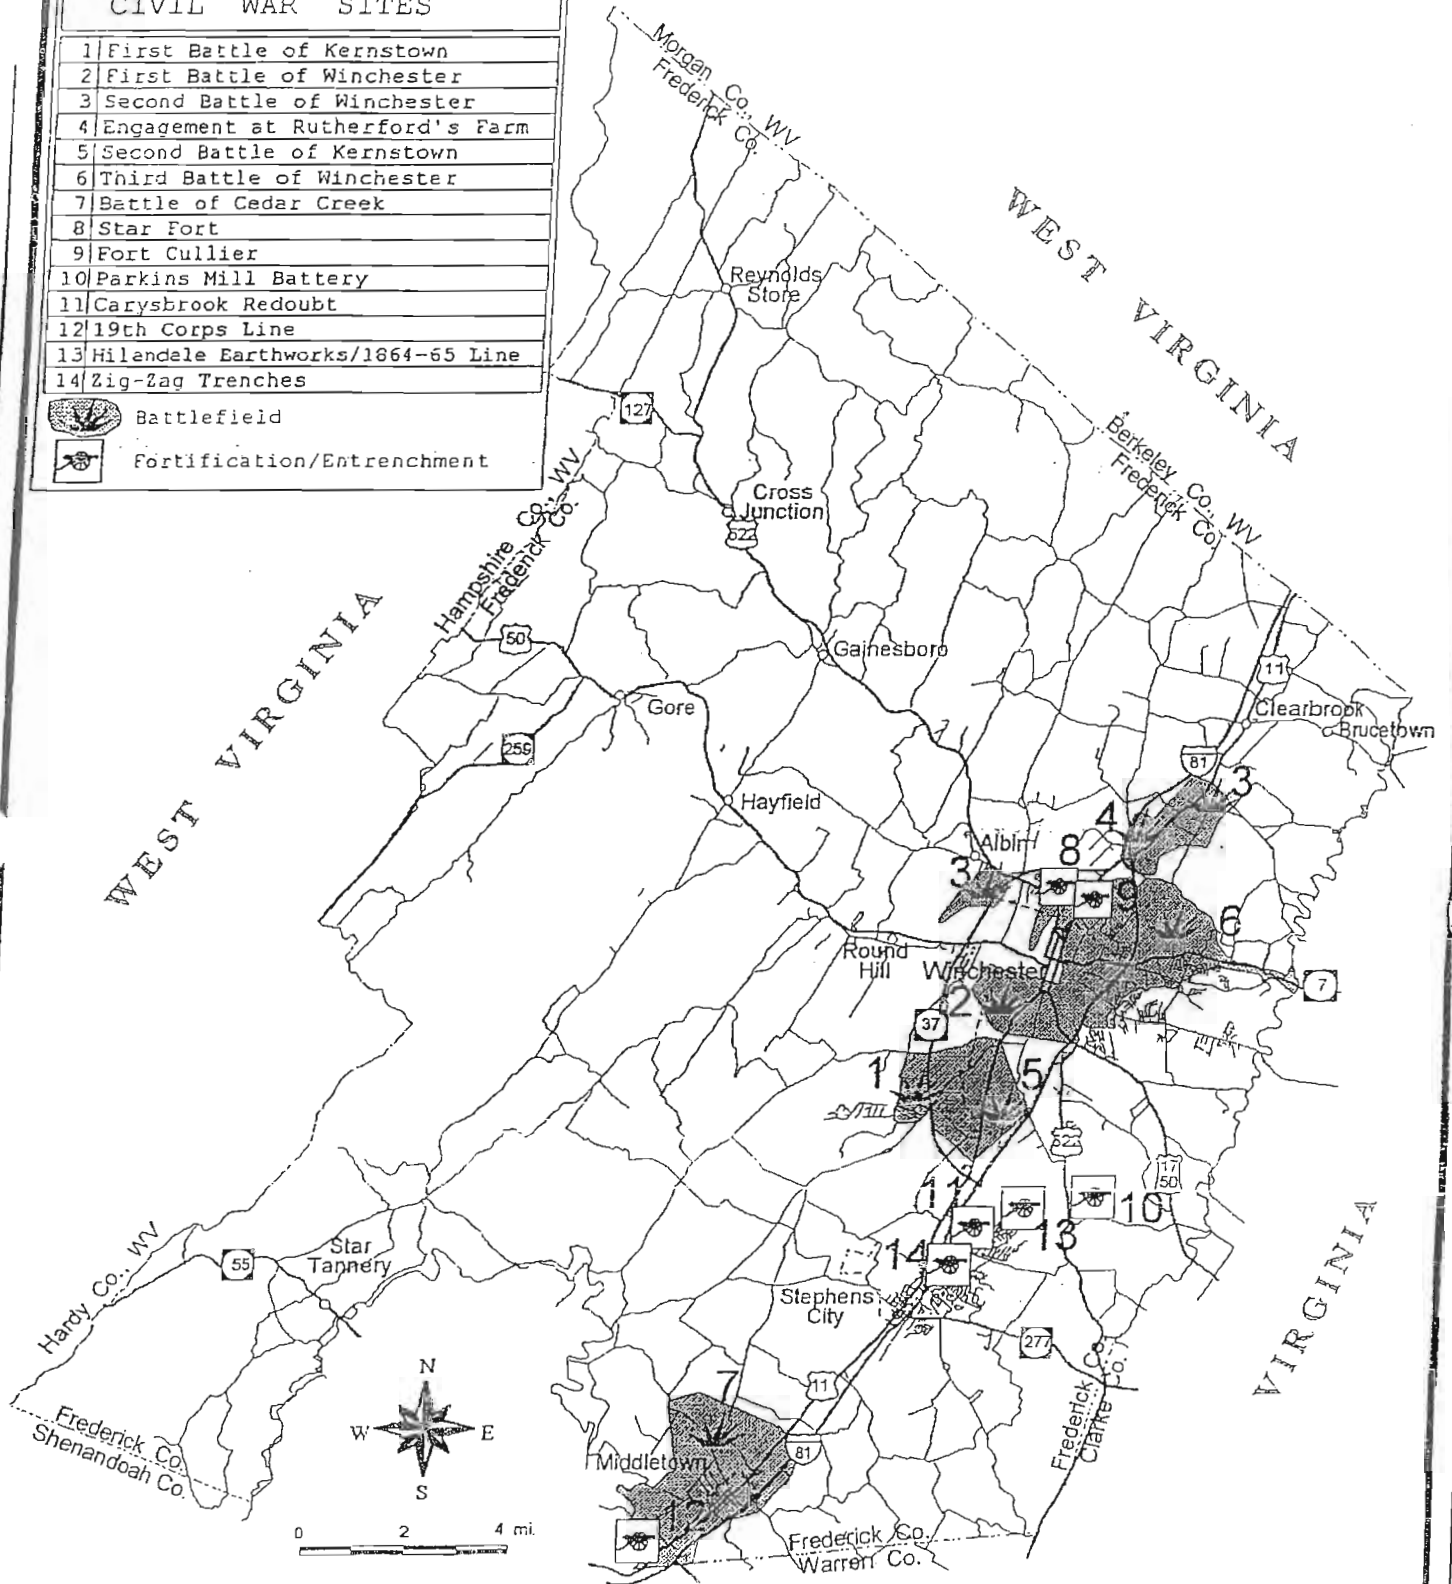 CIVIL WAR SITES
1 First Battle of Kernstown
2 First Battle of Winchester
3 Second Battle of Winchester
4 Engagement at Rutherford's Farm
5 Second Battle of Kernstown
6 Third Battle of Winchester
7 Battle of Cedar Creek
8 Star Fort
9 Fort Cullier
10 Parkins Mill Battery
11 Carysbrook Redoubt
12 19th Corps Line
13 Hilandale Earthworks/1864-65 Line
14 Zig-Zag Trenches
Battlefield
Fortification/Entrenchment
Morgan Co., WV
Frederick Co.
WEST VIRGINIA
Reynolds
Store
127
Berkeley Co., WV
Frederick Co.
Hampshire Co., WV
Frederick Co.
Cross
Junction
522
WEST VIRGINIA
50
Gainesboro
11
Gore
Clearbrook
Brucetown
259
81
3
Hayfield
4
Albin
8
3
9
6
Round
Hill
Winchester
7
2
37
1
5
522
17
50
11
10
13
Hardy Co., WV
55
Star
Tannery
14
Stephens
City
VIRGINIA
277
Frederick Co.
Clarke Co.
11
7
N
W
E
S
81
Middletown
Frederick Co.
Shenandoah Co.
12
0 2 4 mi.
Frederick Co.
Warren Co.